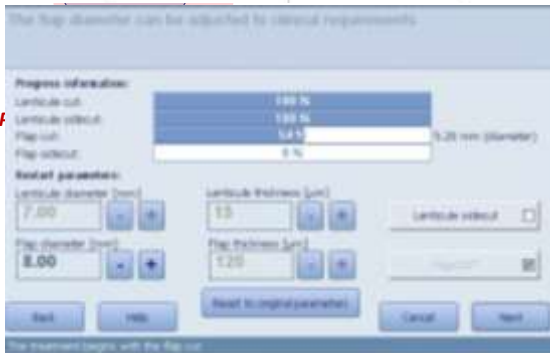 The flap diameter can be adjusted to clinical requirements
Progress information:
Lenticule cut: 100 %
Lenticule sidecut: 100 %
Flap cut: 54 % 5.20 mm (diameter)
Flap sidecut: 0 %
Restart parameters:
Lenticule diameter [mm] Lenticule thickness [µm]
7.00 - + 15 - + Lenticule sidecut
Flap diameter [mm] Flap thickness [µm]
8.00 - + 120 - +
Reset to original parameters
Back Help Cancel Next
The treatment begins with the flap cut